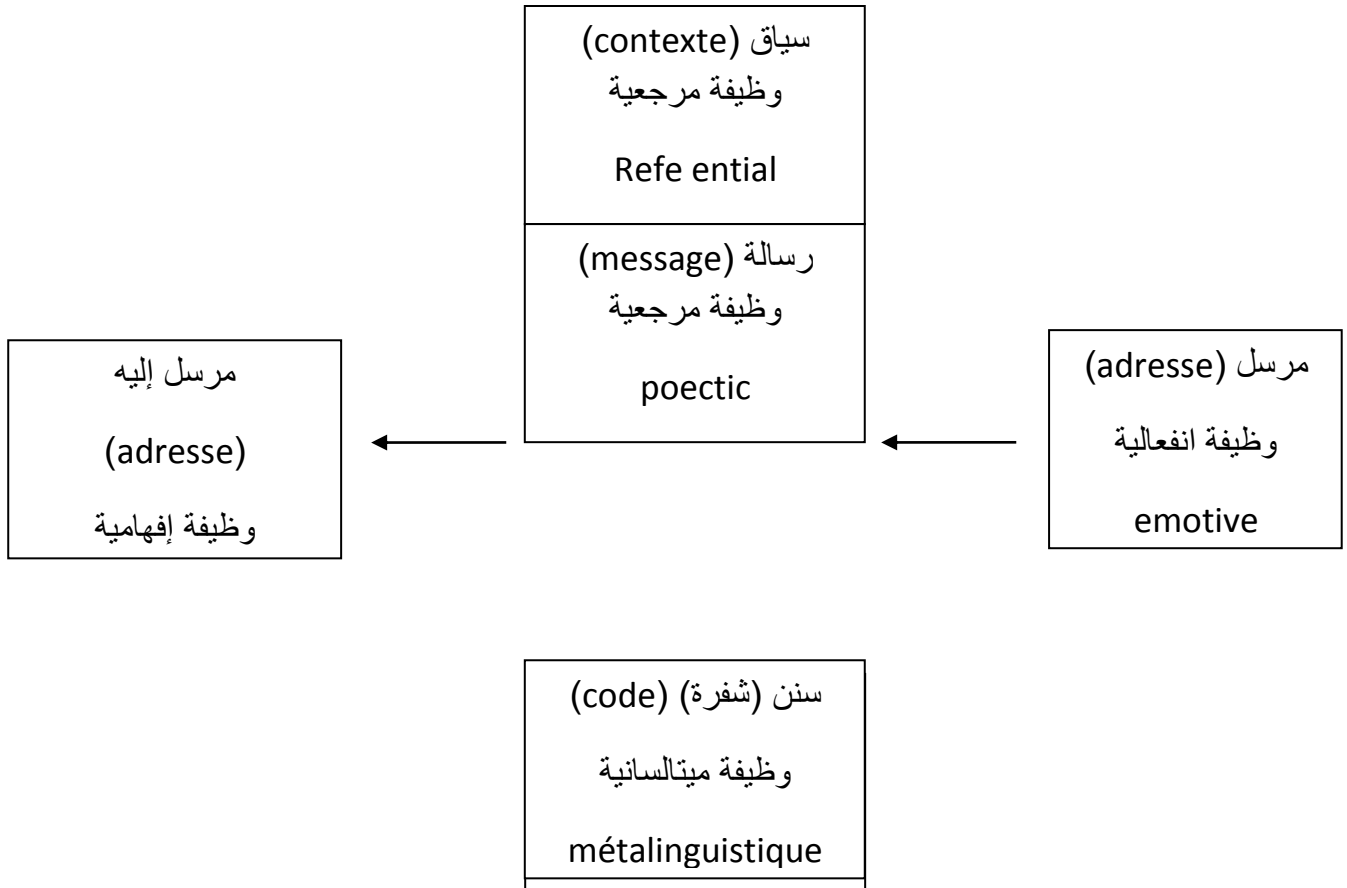 سياق (contexte)
وظيفة مرجعية
Refe ential
رسالة (message)
وظيفة مرجعية
poectic
مرسل (adresse)
وظيفة انفعالية
emotive
مرسل إليه
(adresse)
وظيفة إفهامية
سنن (شفرة) (code)
وظيفة ميتالسانية
métalinguistique